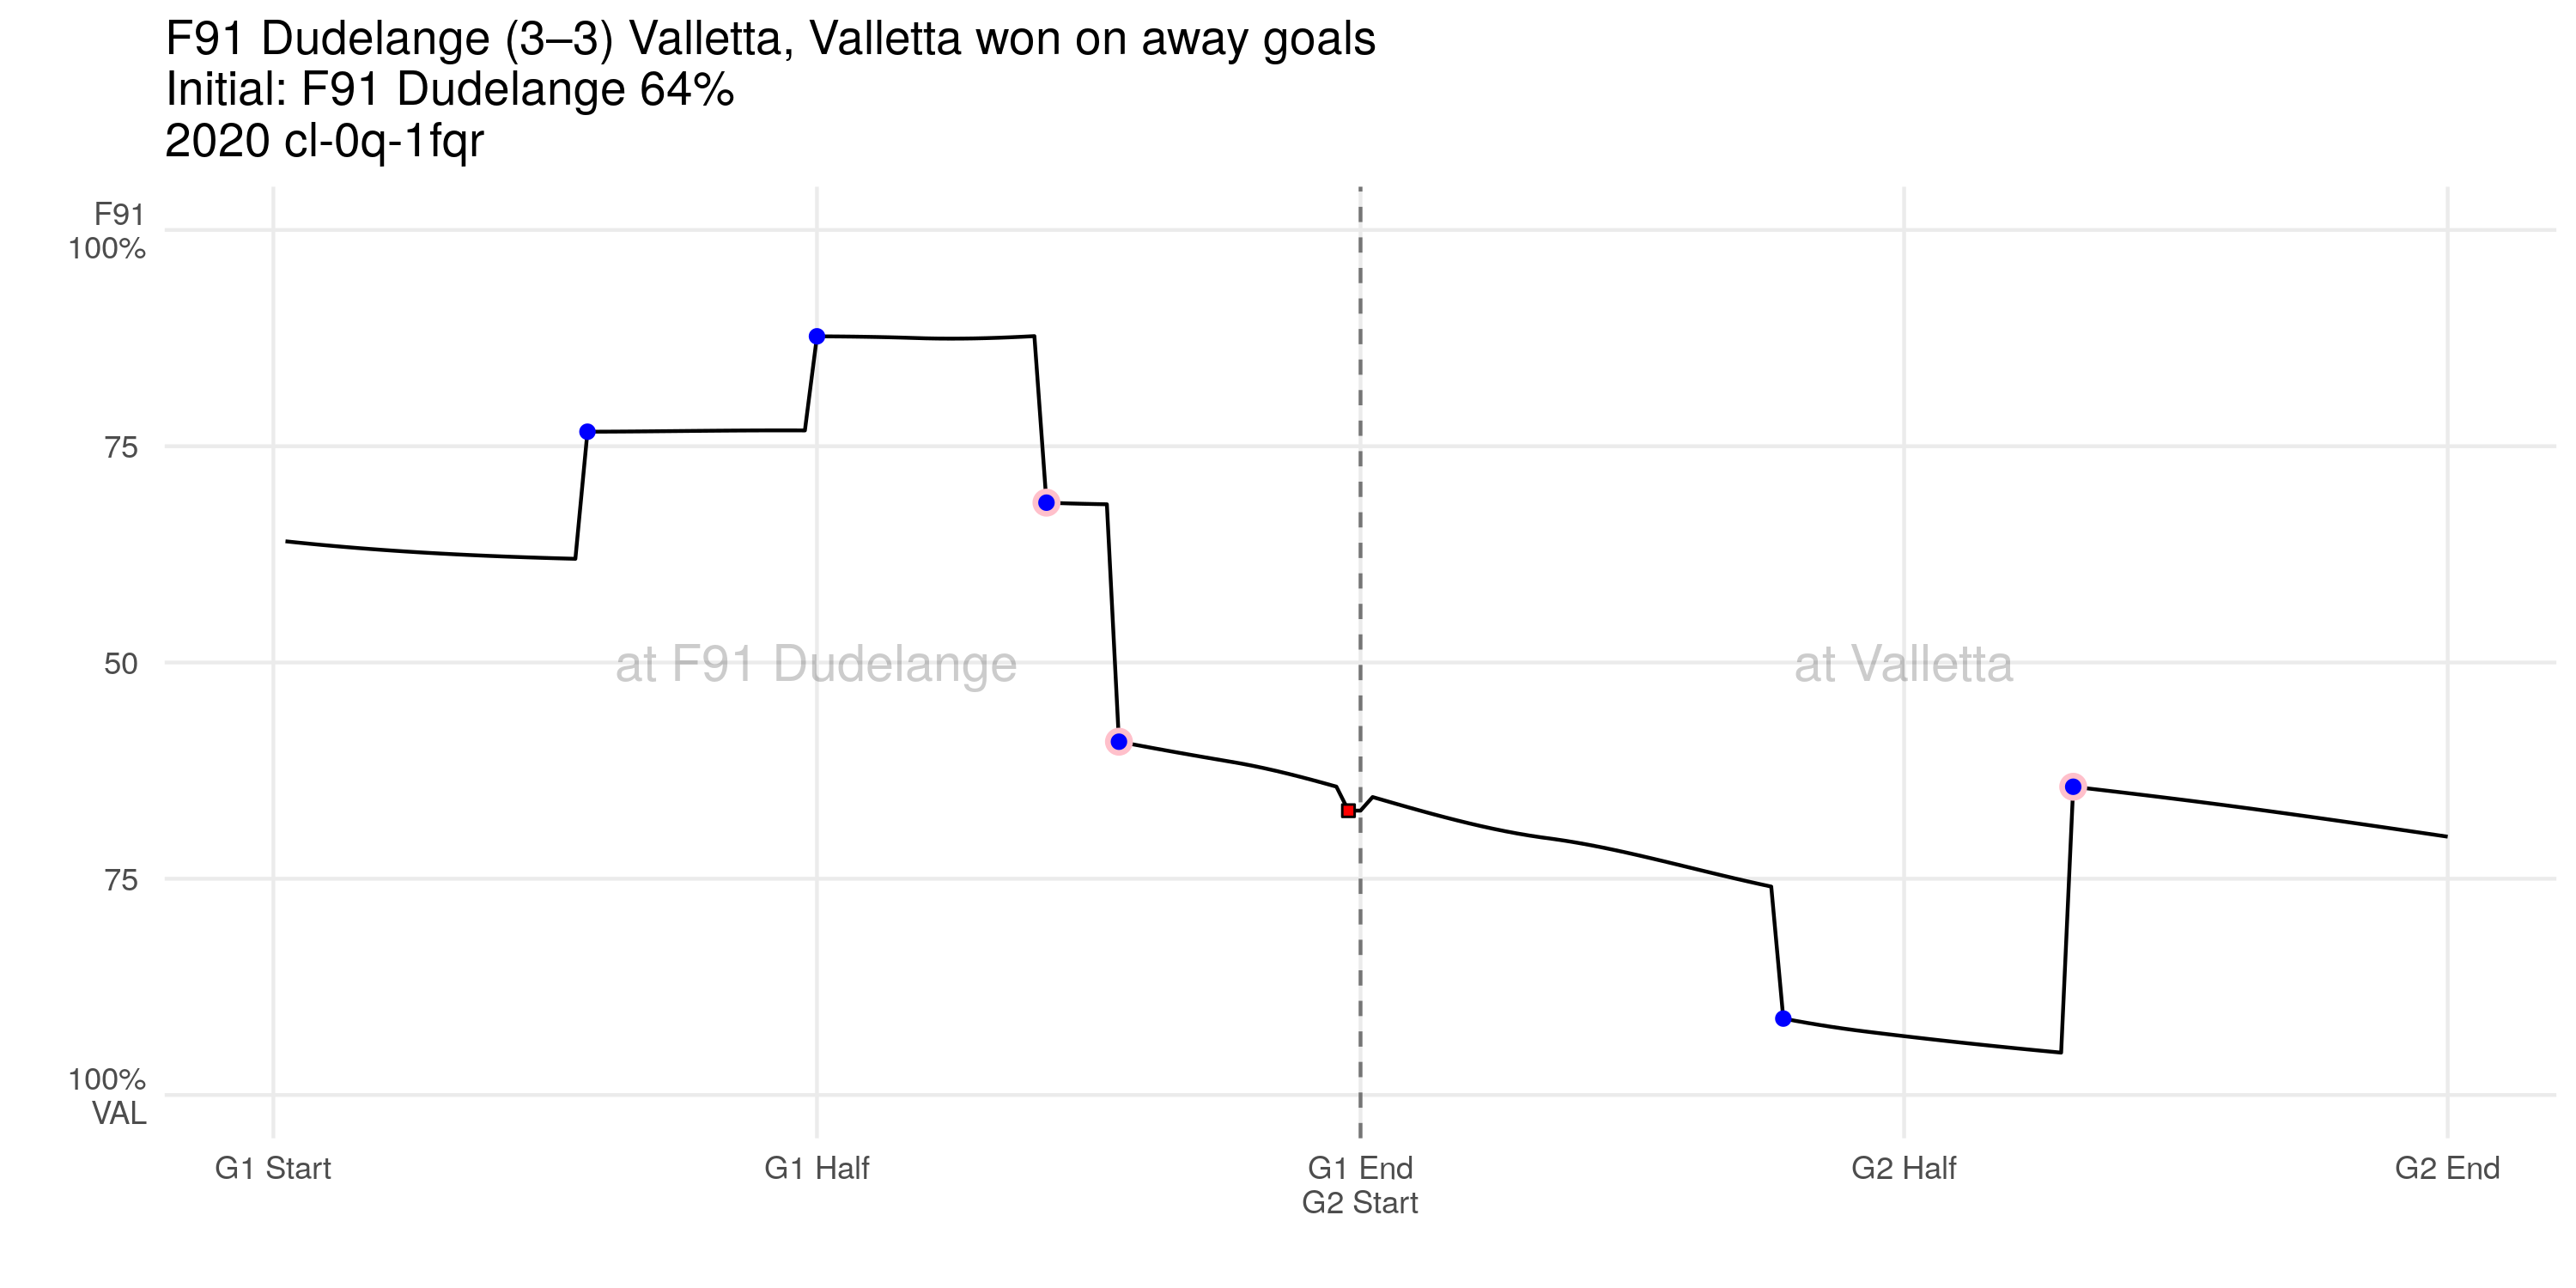 F91 Dudelange (3–3) Valletta, Valletta won on away goals
Initial: F91 Dudelange 64%
2020 cl-0q-1fqr
F91
100%
75
50
75
100%
VAL
at F91 Dudelange
at Valletta
G1 Start
G1 Half
G1 End
G2 Start
G2 Half
G2 End